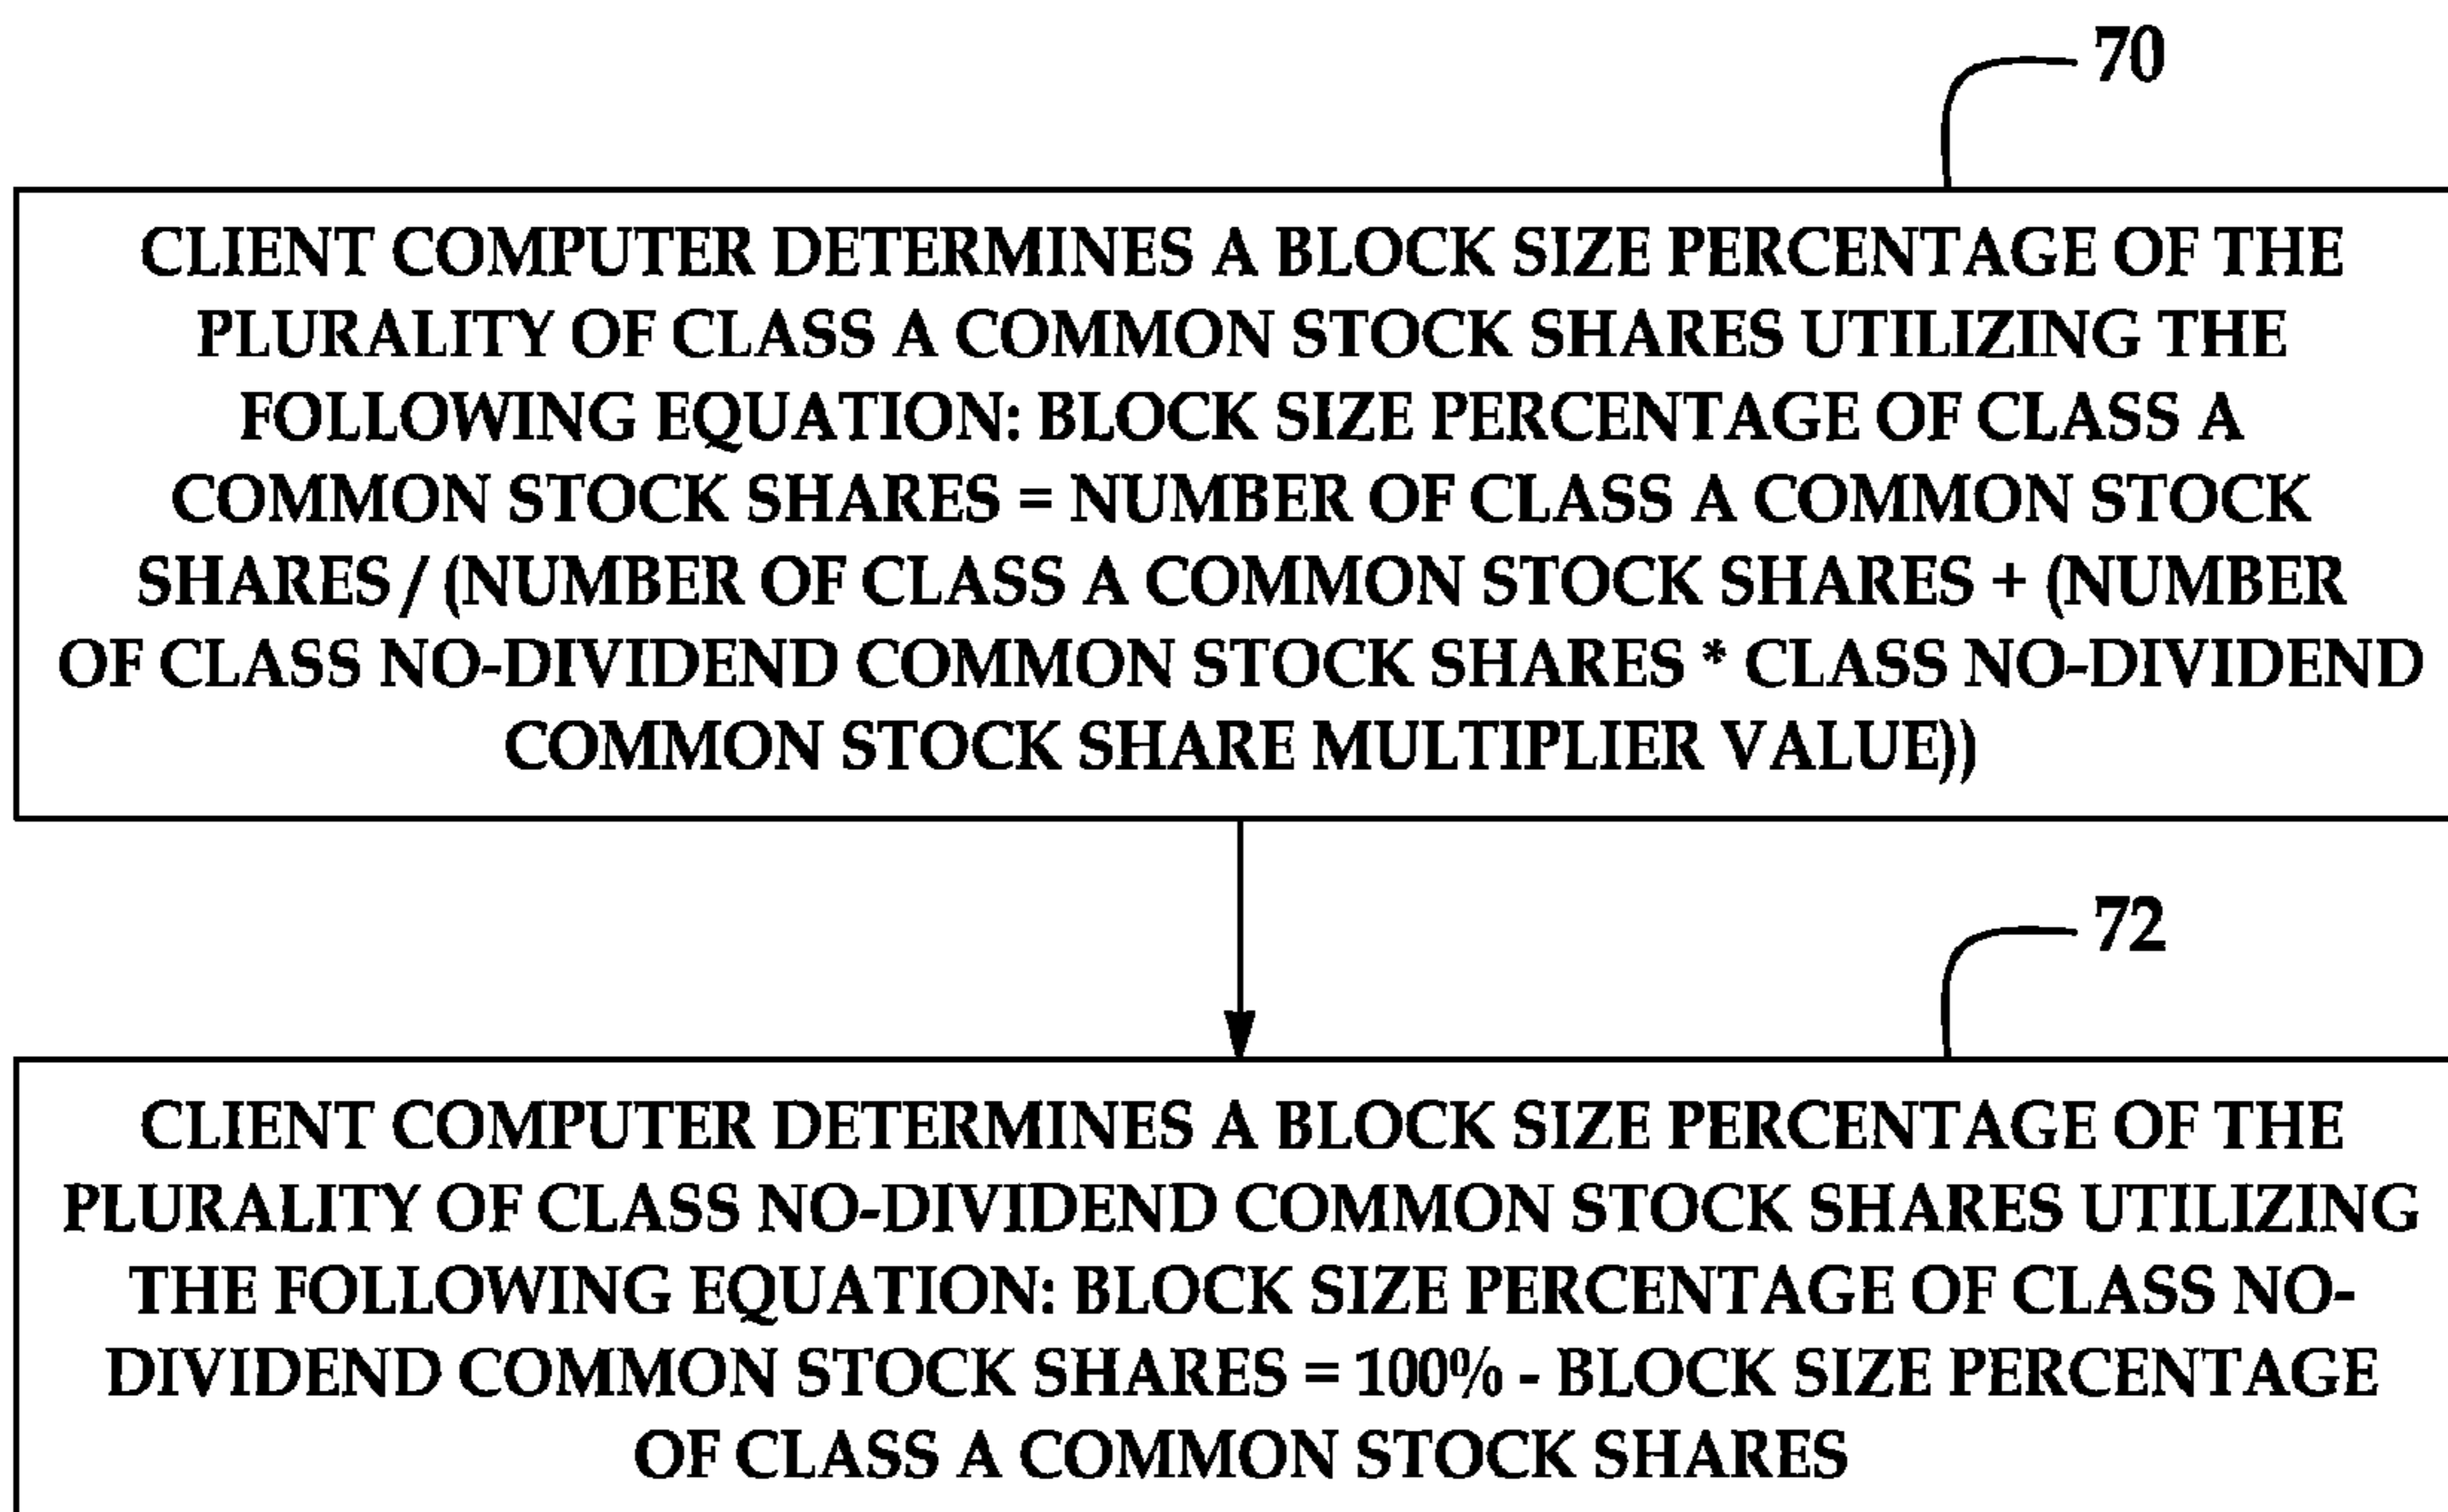 70
CLIENT COMPUTER DETERMINES A BLOCK SIZE PERCENTAGE OF THE
PLURALITY OF CLASS A COMMON STOCK SHARES UTILIZING THE
FOLLOWING EQUATION: BLOCK SIZE PERCENTAGE OF CLASS A
COMMON STOCK SHARES = NUMBER OF CLASS A COMMON STOCK
SHARES / (NUMBER OF CLASS A COMMON STOCK SHARES + (NUMBER
OF CLASS NO-DIVIDEND COMMON STOCK SHARES * CLASS NO-DIVIDEND
COMMON STOCK SHARE MULTIPLIER VALUE))
72
CLIENT COMPUTER DETERMINES A BLOCK SIZE PERCENTAGE OF THE
PLURALITY OF CLASS NO-DIVIDEND COMMON STOCK SHARES UTILIZING
THE FOLLOWING EQUATION: BLOCK SIZE PERCENTAGE OF CLASS NO-
DIVIDEND COMMON STOCK SHARES = 100% - BLOCK SIZE PERCENTAGE
OF CLASS A COMMON STOCK SHARES